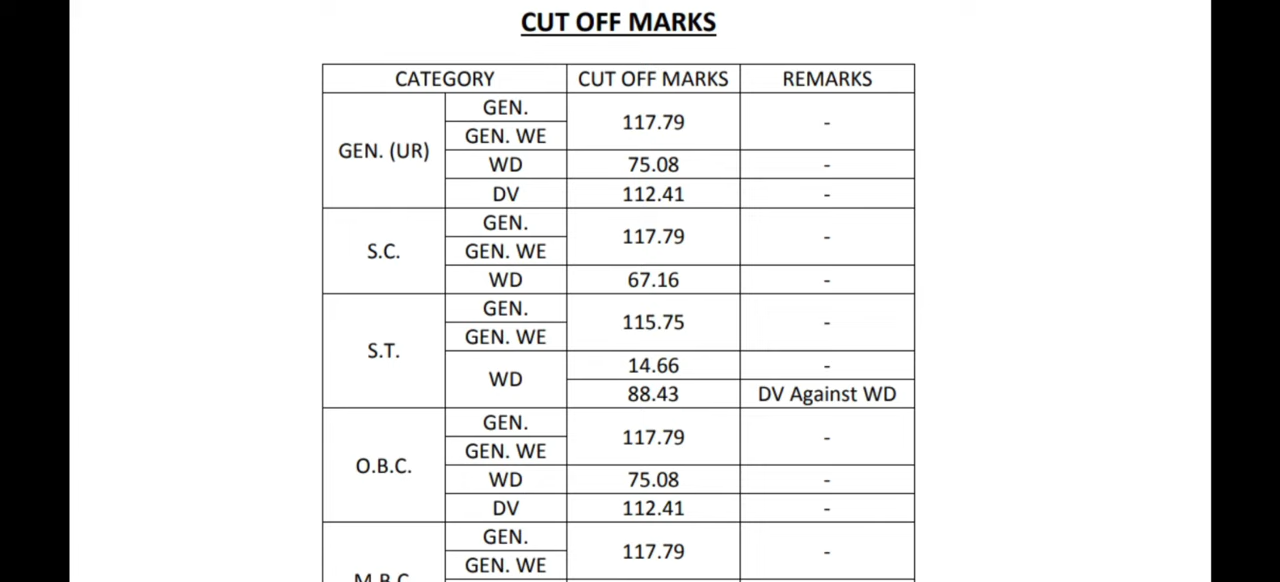 CUT OFF MARKS
CATEGORY CUT OFF MARKS REMARKS
GEN. (UR) GEN. 117.79 -
GEN. WE
WD 75.08 -
DV 112.41 -
S.C. GEN. 117.79 -
GEN. WE
WD 67.16 -
S.T. GEN. 115.75 -
GEN. WE
WD 14.66 -
88.43 DV Against WD
O.B.C. GEN. 117.79 -
GEN. WE
WD 75.08 -
DV 112.41 -
M.B.C. GEN. 117.79 -
GEN. WE